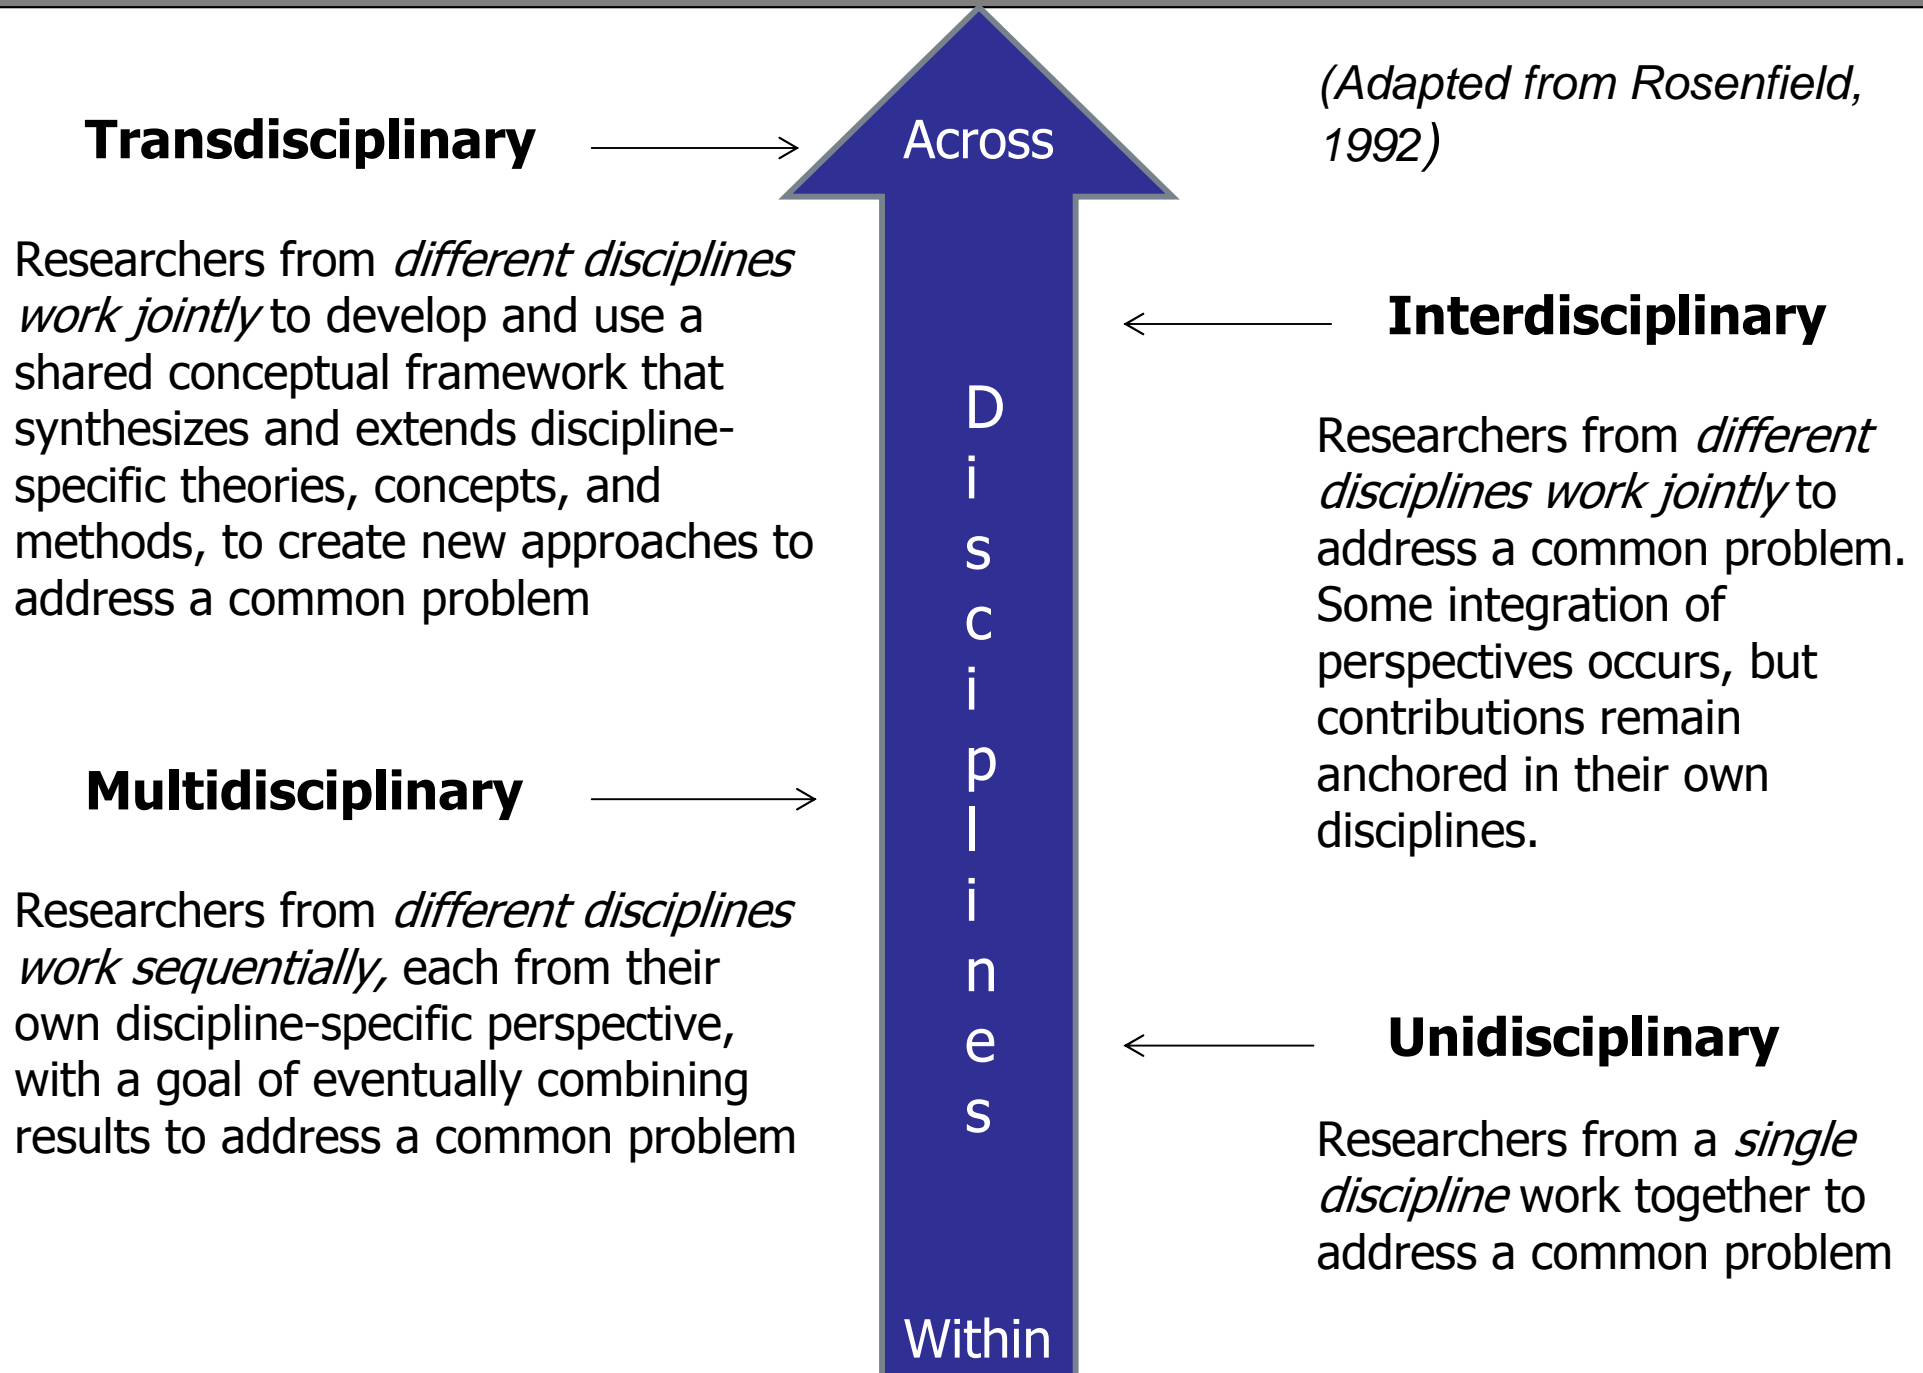 Transdisciplinary
Researchers from different disciplines
work jointly to develop and use a
shared conceptual framework that
synthesizes and extends discipline-
specific theories, concepts, and
methods, to create new approaches to
address a common problem
Multidisciplinary
Researchers from different disciplines
work sequentially, each from their
own discipline-specific perspective,
with a goal of eventually combining
results to address a common problem
Across
D
i
s
c
i
p
l
i
n
e
s
Within
(Adapted from Rosenfield,
1992)
Interdisciplinary
Researchers from different
disciplines work jointly to
address a common problem.
Some integration of
perspectives occurs, but
contributions remain
anchored in their own
disciplines.
Unidisciplinary
Researchers from a single
discipline work together to
address a common problem